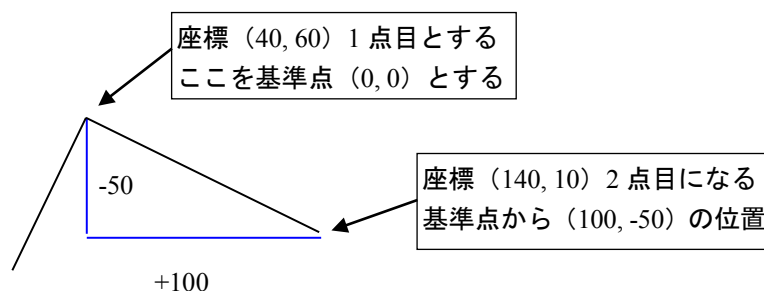 座標（40, 60）1 点目とする
ここを基準点（0, 0）とする
-50
座標（140, 10）2 点目になる
基準点から（100, -50）の位置
+100